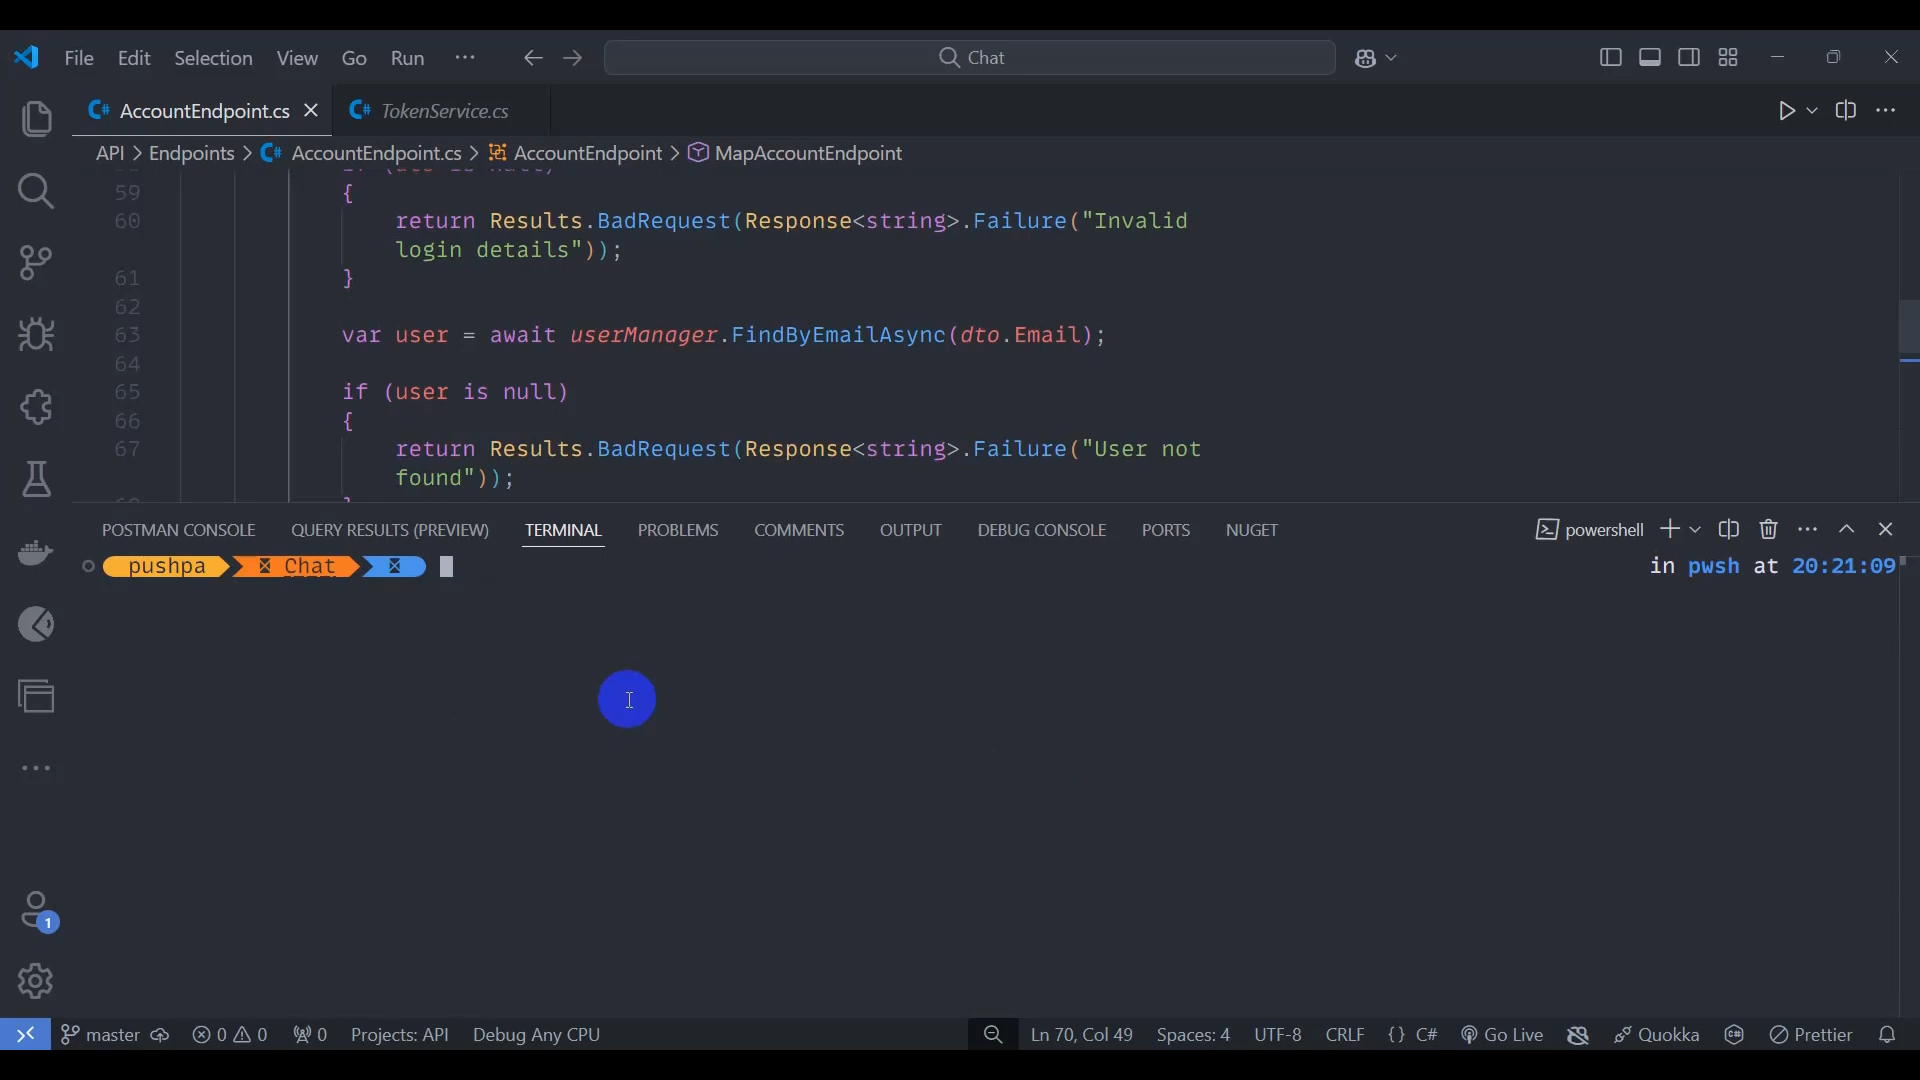 File Edit Selection View Go Run ··· Chat
AccountEndpoint.cs TokenService.cs
API > Endpoints > AccountEndpoint.cs > AccountEndpoint > MapAccountEndpoint
59 {
60 return Results.BadRequest(Response<string>.Failure("Invalid
login details"));
61 }
62
63 var user = await userManager.FindByEmailAsync(dto.Email);
64
65 if (user is null)
66 {
67 return Results.BadRequest(Response<string>.Failure("User not
found"));
POSTMAN CONSOLE QUERY RESULTS (PREVIEW) TERMINAL PROBLEMS COMMENTS OUTPUT DEBUG CONSOLE PORTS NUGET powershell
pushpa Chat in pwsh at 20:21:09
1
master 0 0 0 Projects: API Debug Any CPU Ln 70, Col 49 Spaces: 4 UTF-8 CRLF {} C# Go Live Quokka Prettier